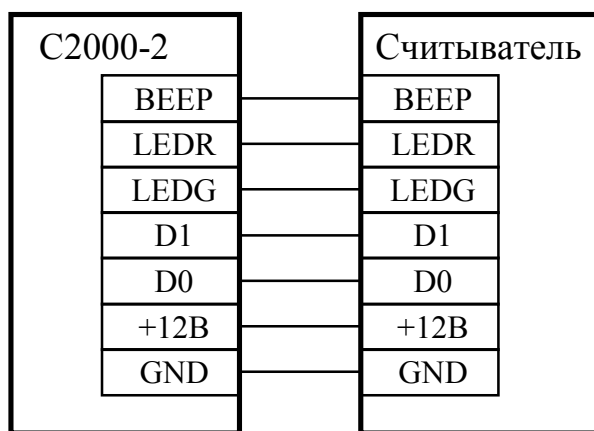 С2000-2
BEEP
LEDR
LEDG
D1
D0
+12В
GND
Считыватель
BEEP
LEDR
LEDG
D1
D0
+12В
GND